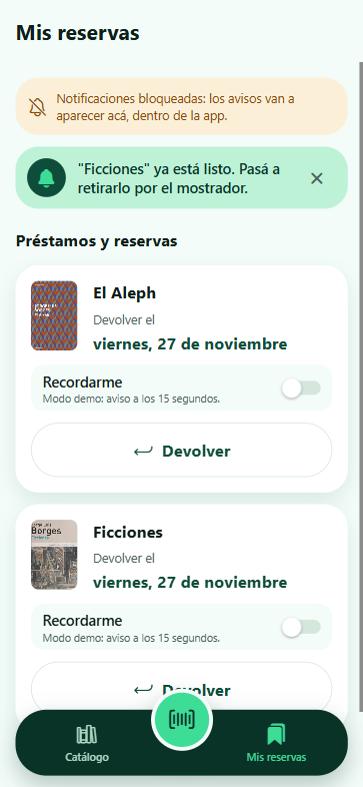 Mis reservas
Notificaciones bloqueadas: los avisos van a
aparecer acá, dentro de la app.
"Ficciones" ya está listo. Pasá a
retirarlo por el mostrador.
Préstamos y reservas
El Aleph
Devolver el
viernes, 27 de noviembre
Recordarme
Modo demo: aviso a los 15 segundos.
Devolver
Borges
Ficciones
Devolver el
viernes, 27 de noviembre
Recordarme
Modo demo: aviso a los 15 segundos.
Devolver
Catálogo
Mis reservas